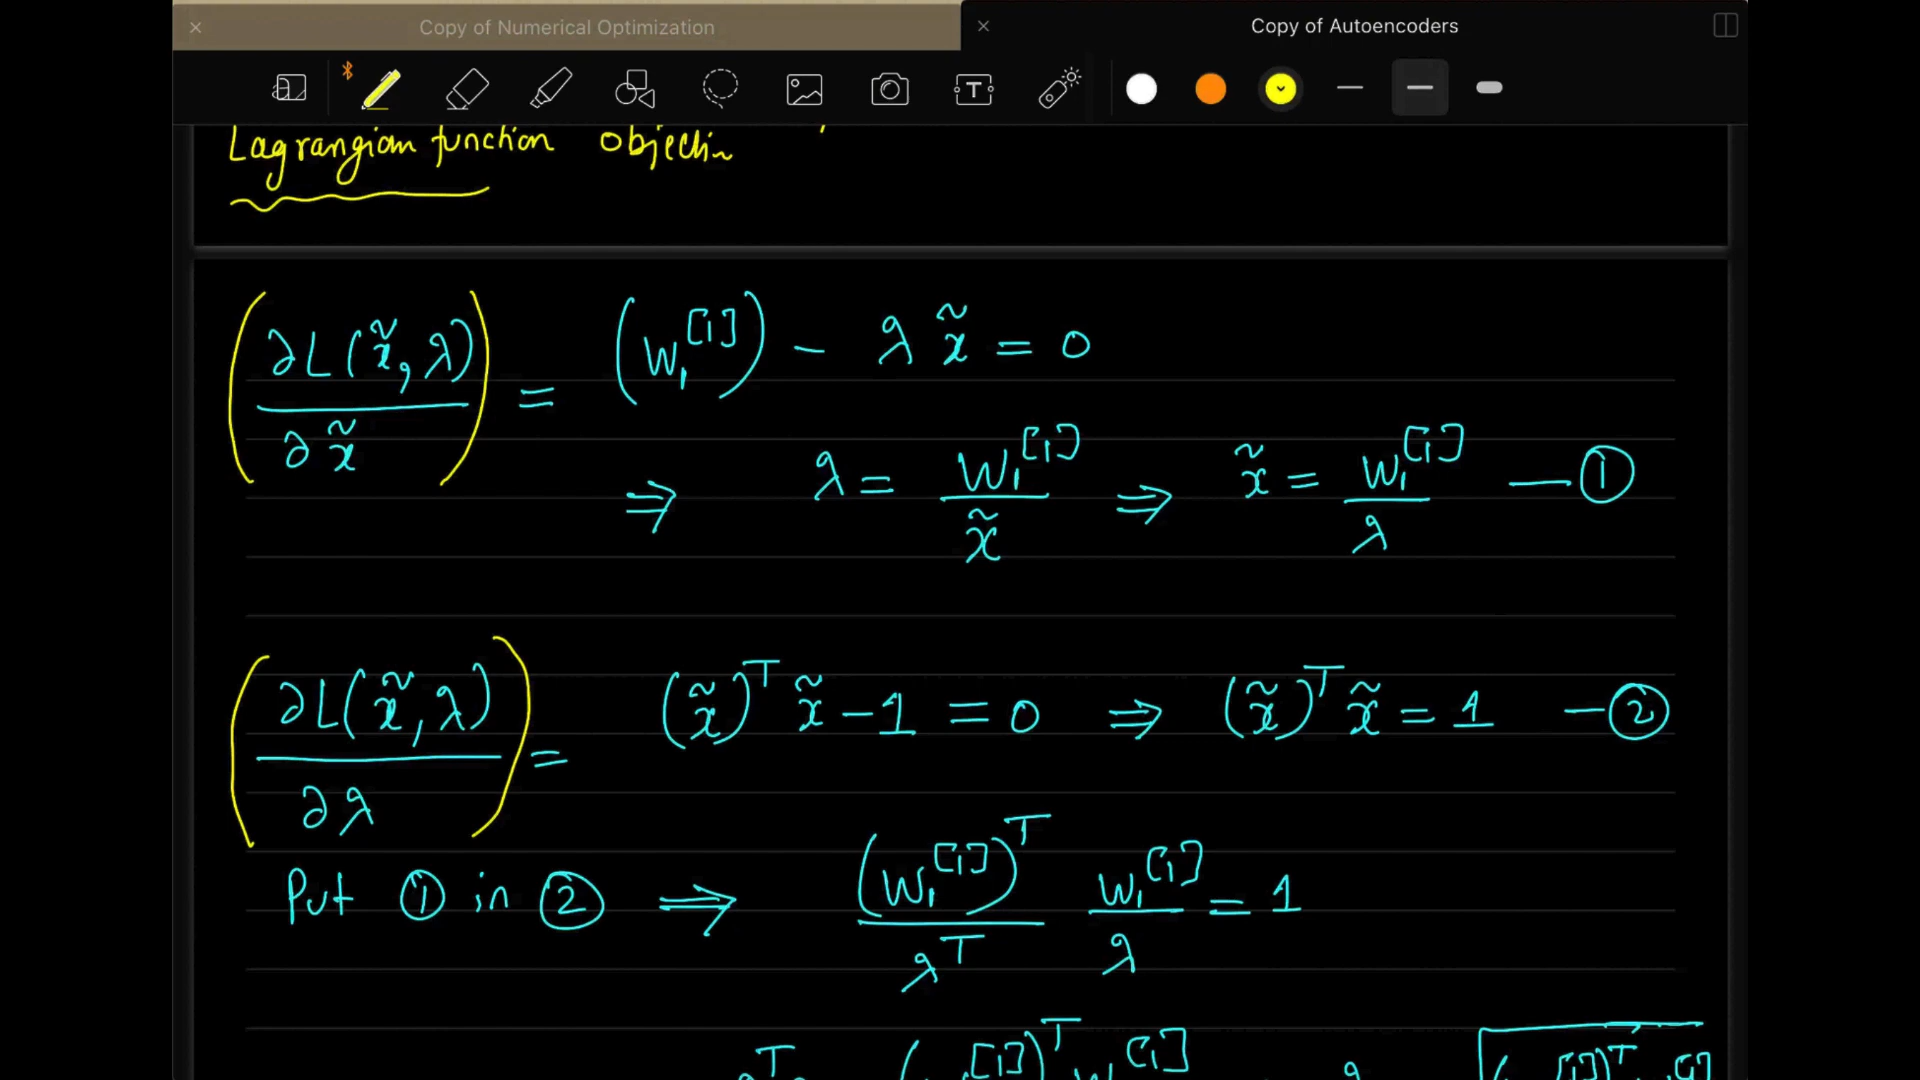 Copy of Numerical Optimization Copy of Autoencoders
Lagrangian function objectin
(∂L(x̃, λ) / ∂x̃) = (W₁^[1]) − λ x̃ = 0
⇒ λ = W₁^[1] / x̃ ⇒ x̃ = W₁^[1] / λ — ①
(∂L(x̃, λ) / ∂λ) = (x̃)^T x̃ − 1 = 0 ⇒ (x̃)^T x̃ = 1 — ②
Put ① in ② ⇒ (W₁^[1])^T / λ^T W₁^[1] / λ = 1